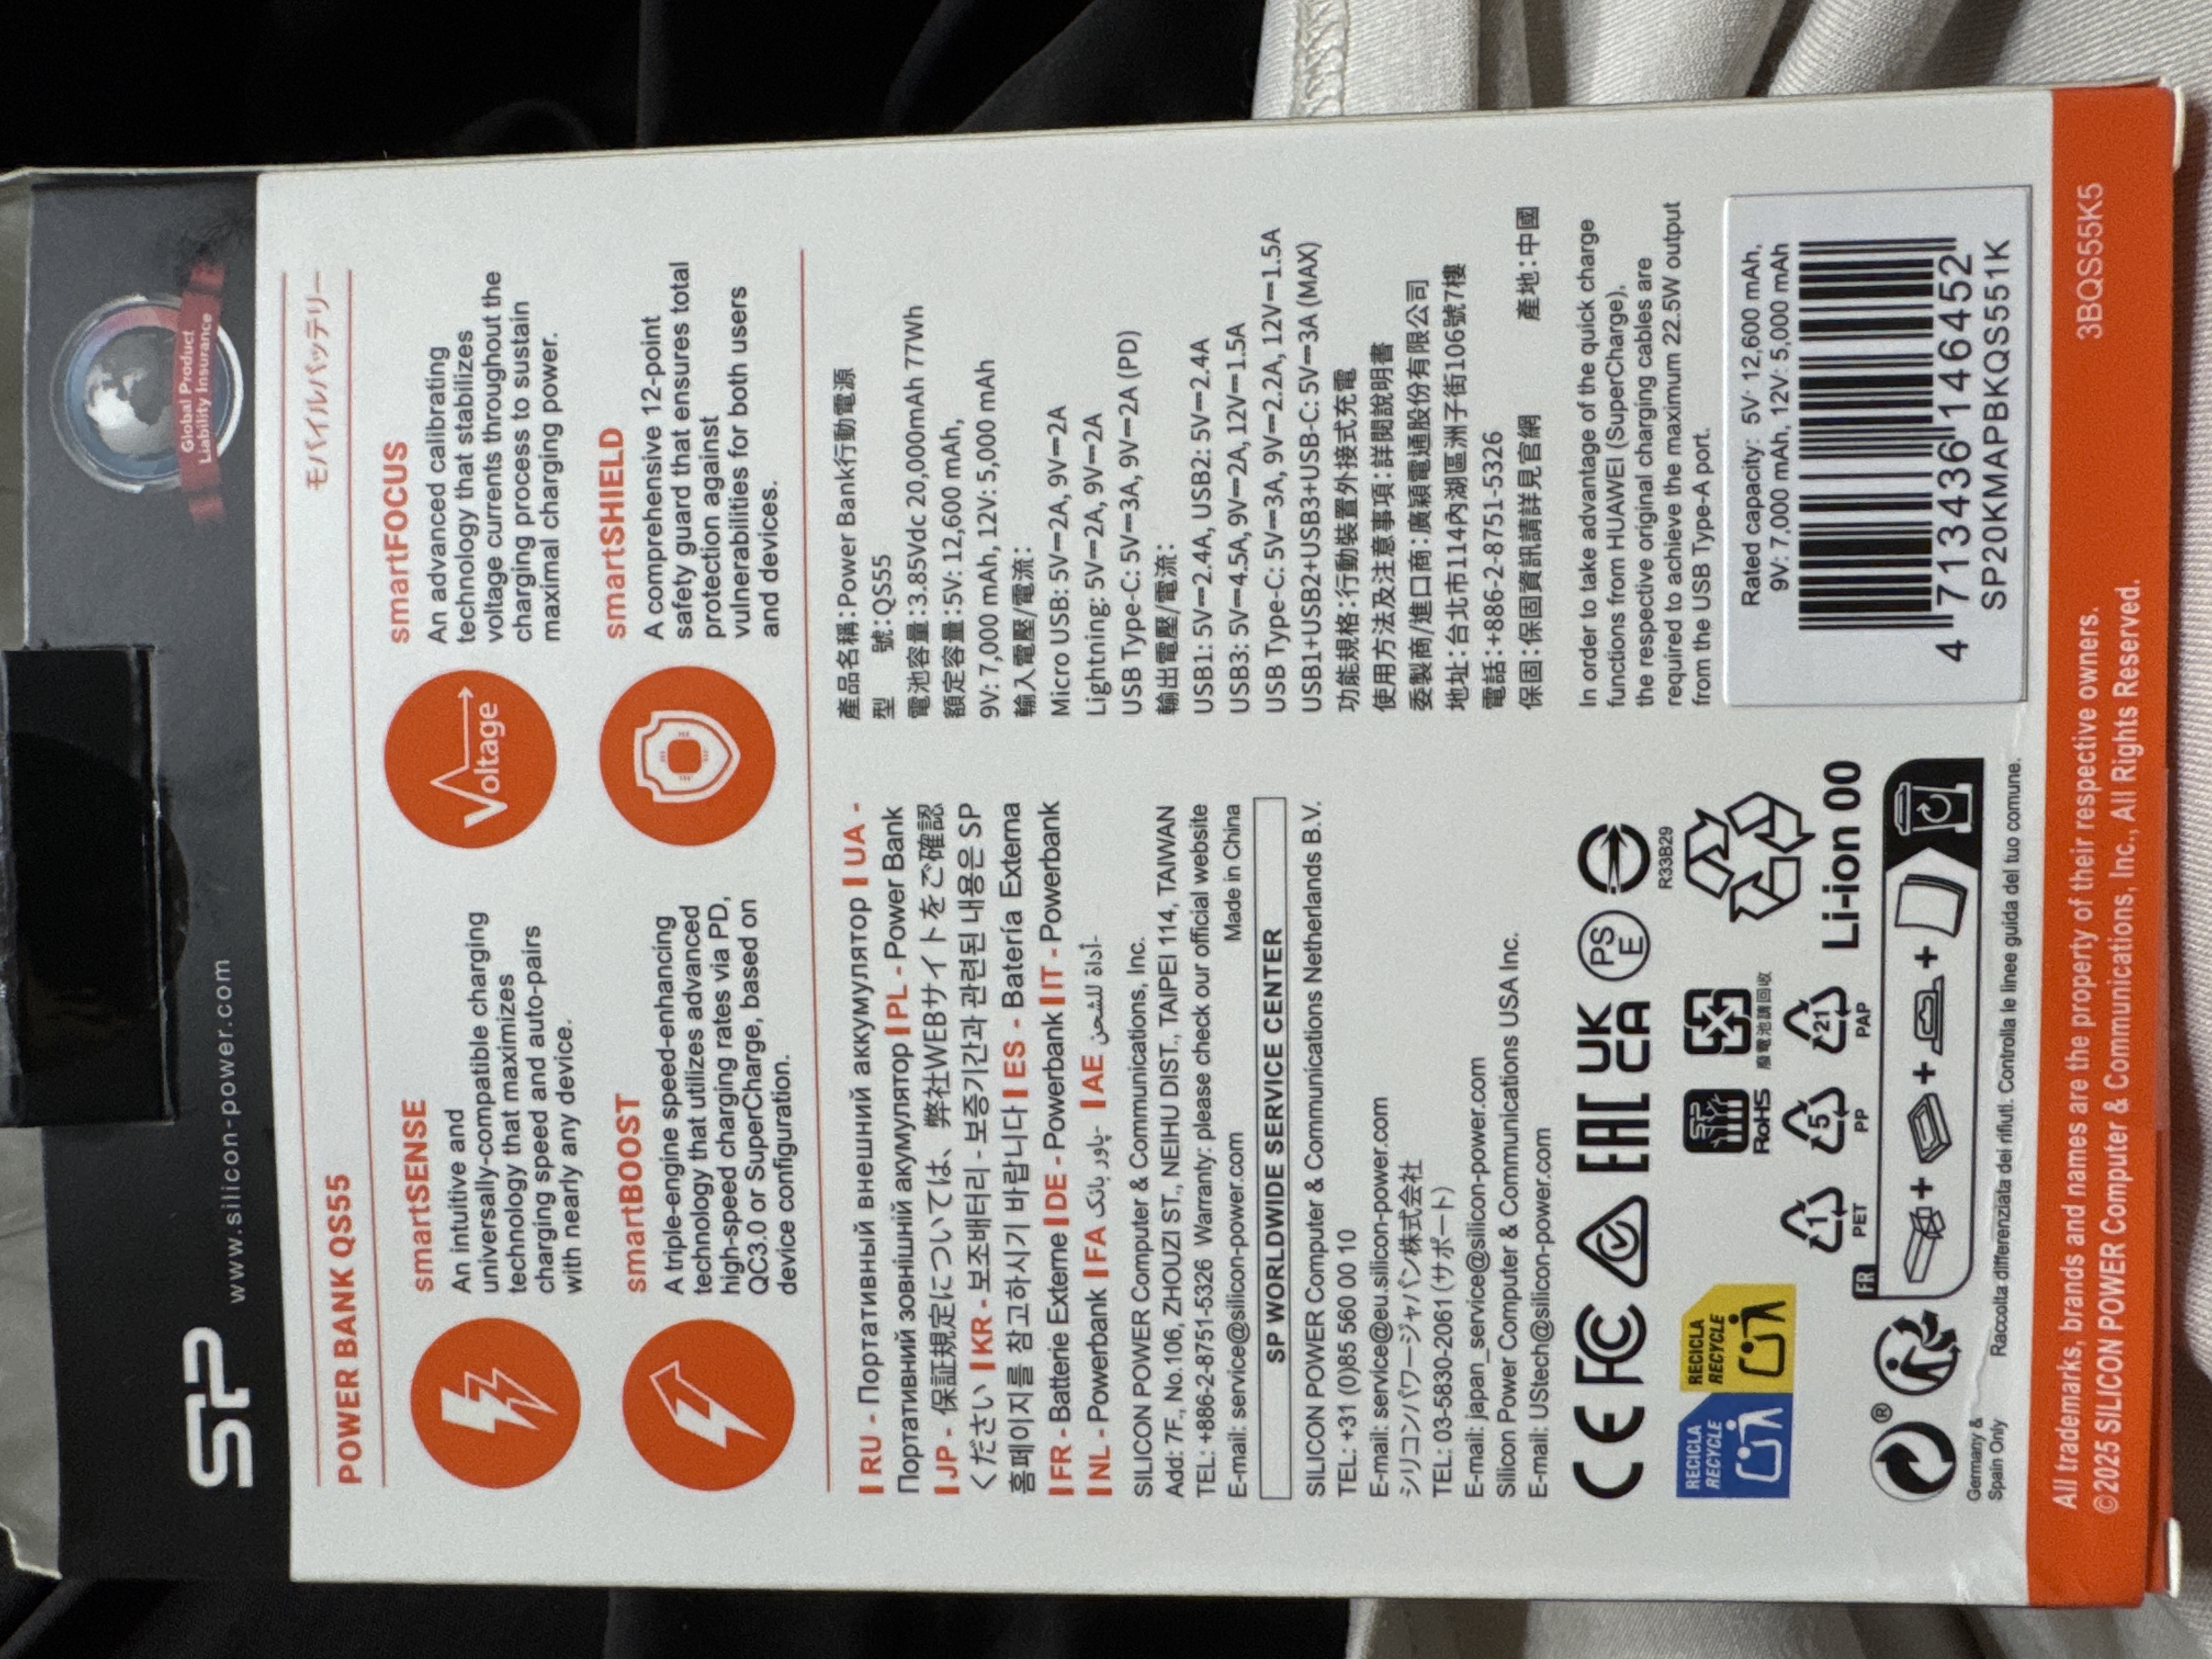 SP
www.silicon-power.com
Global Product
Liability Insurance
POWER BANK QS55
モバイルバッテリー
smartSENSE
An intuitive and
universally-compatible charging
technology that maximizes
charging speed and auto-pairs
with nearly any device.
Voltage
smartFOCUS
An advanced calibrating
technology that stabilizes
voltage currents throughout the
charging process to sustain
maximal charging power.
smartBOOST
A triple-engine speed-enhancing
technology that utilizes advanced
high-speed charging rates via PD,
QC3.0 or SuperCharge, based on
device configuration.
smartSHIELD
A comprehensive 12-point
safety guard that ensures total
protection against
vulnerabilities for both users
and devices.
| RU - Портативный внешний аккумулятор | UA -
Портативний зовнішній акумулятор | PL - Power Bank
| JP - 保証規定については、弊社WEBサイトをご確認
ください | KR - 보조배터리 - 보증기간과 관련된 내용은 SP
홈페이지를 참고하시기 바랍니다 | ES - Batería Externa
| FR - Batterie Externe | DE - Powerbank | IT - Powerbank
| NL - Powerbank | FA پاور بانک- | AE أداة للشحن-
SILICON POWER Computer & Communications, Inc.
Add: 7F., No.106, ZHOUZI ST., NEIHU DIST., TAIPEI 114, TAIWAN
TEL: +886-2-8751-5326 Warranty: please check our official website
E-mail: service@silicon-power.com Made in China
SP WORLDWIDE SERVICE CENTER
SILICON POWER Computer & Communications Netherlands B.V.
TEL: +31 (0)85 560 00 10
E-mail: service@eu.silicon-power.com
シリコンパワージャパン株式会社
TEL: 03-5830-2061 (サポート)
E-mail: japan_service@silicon-power.com
Silicon Power Computer & Communications USA Inc.
E-mail: UStech@silicon-power.com
產品名稱:Power Bank行動電源
型 號:QS55
電池容量:3.85Vdc 20,000mAh 77Wh
額定容量:5V: 12,600 mAh,
9V: 7,000 mAh, 12V: 5,000 mAh
輸入電壓/電流:
Micro USB: 5V⎓2A, 9V⎓2A
Lightning: 5V⎓2A, 9V⎓2A
USB Type-C: 5V⎓3A, 9V⎓2A (PD)
輸出電壓/電流:
USB1: 5V⎓2.4A, USB2: 5V⎓2.4A
USB3: 5V⎓4.5A, 9V⎓2A, 12V⎓1.5A
USB Type-C: 5V⎓3A, 9V⎓2.2A, 12V⎓1.5A
USB1+USB2+USB3+USB-C: 5V⎓3A (MAX)
功能規格:行動裝置外接式充電
使用方法及注意事項:詳閱說明書
委製商/進口商:廣穎電通股份有限公司
地址:台北市114內湖區洲子街106號7樓
電話:+886-2-8751-5326
保固:保固資訊請詳見官網 產地:中國
In order to take advantage of the quick charge
functions from HUAWEI (SuperCharge),
the respective original charging cables are
required to achieve the maximum 22.5W output
from the USB Type-A port.
CE FC EAC UK
CA PS
E
R33B29
RECICLA
RECYCLE
RECICLA
RECYCLE
SP
RoHS
廢電池請回收
1
PET
5
PP
21
PAP
Li-ion 00
FR
®
Germany &
Spain Only
Raccolta differenziata dei rifiuti. Controlla le linee guida del tuo comune.
Rated capacity: 5V: 12,600 mAh,
9V: 7,000 mAh, 12V: 5,000 mAh
4 713436 146452
SP20KMAPBKQS551K
All trademarks, brands and names are the property of their respective owners.
©2025 SILICON POWER Computer & Communications, Inc., All Rights Reserved.
3BQS55K5